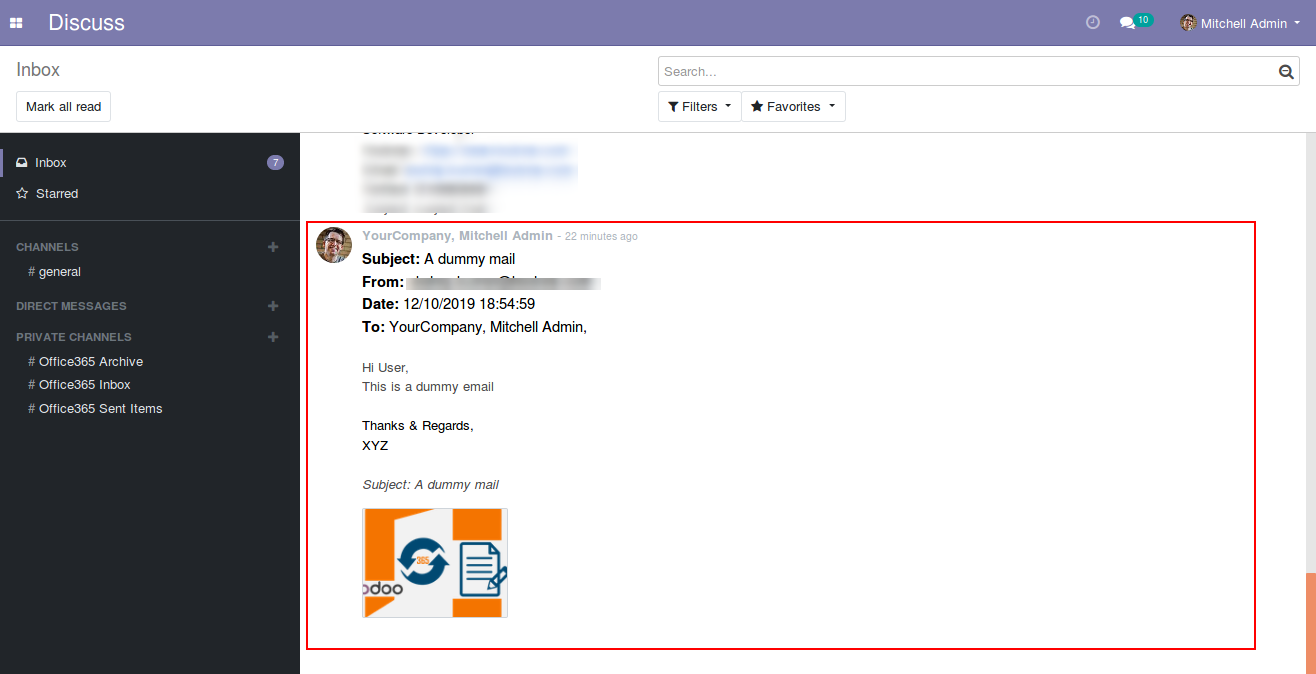 Discuss
10
Mitchell Admin
Inbox
Search...
Mark all read
Filters
Favorites
Inbox
7
Starred
CHANNELS
# general
DIRECT MESSAGES
PRIVATE CHANNELS
# Office365 Archive
# Office365 Inbox
# Office365 Sent Items
Software Developer
YourCompany, Mitchell Admin - 22 minutes ago
Subject: A dummy mail
From:
Date: 12/10/2019 18:54:59
To: YourCompany, Mitchell Admin,
Hi User,
This is a dummy email
Thanks & Regards,
XYZ
Subject: A dummy mail
365
odoo